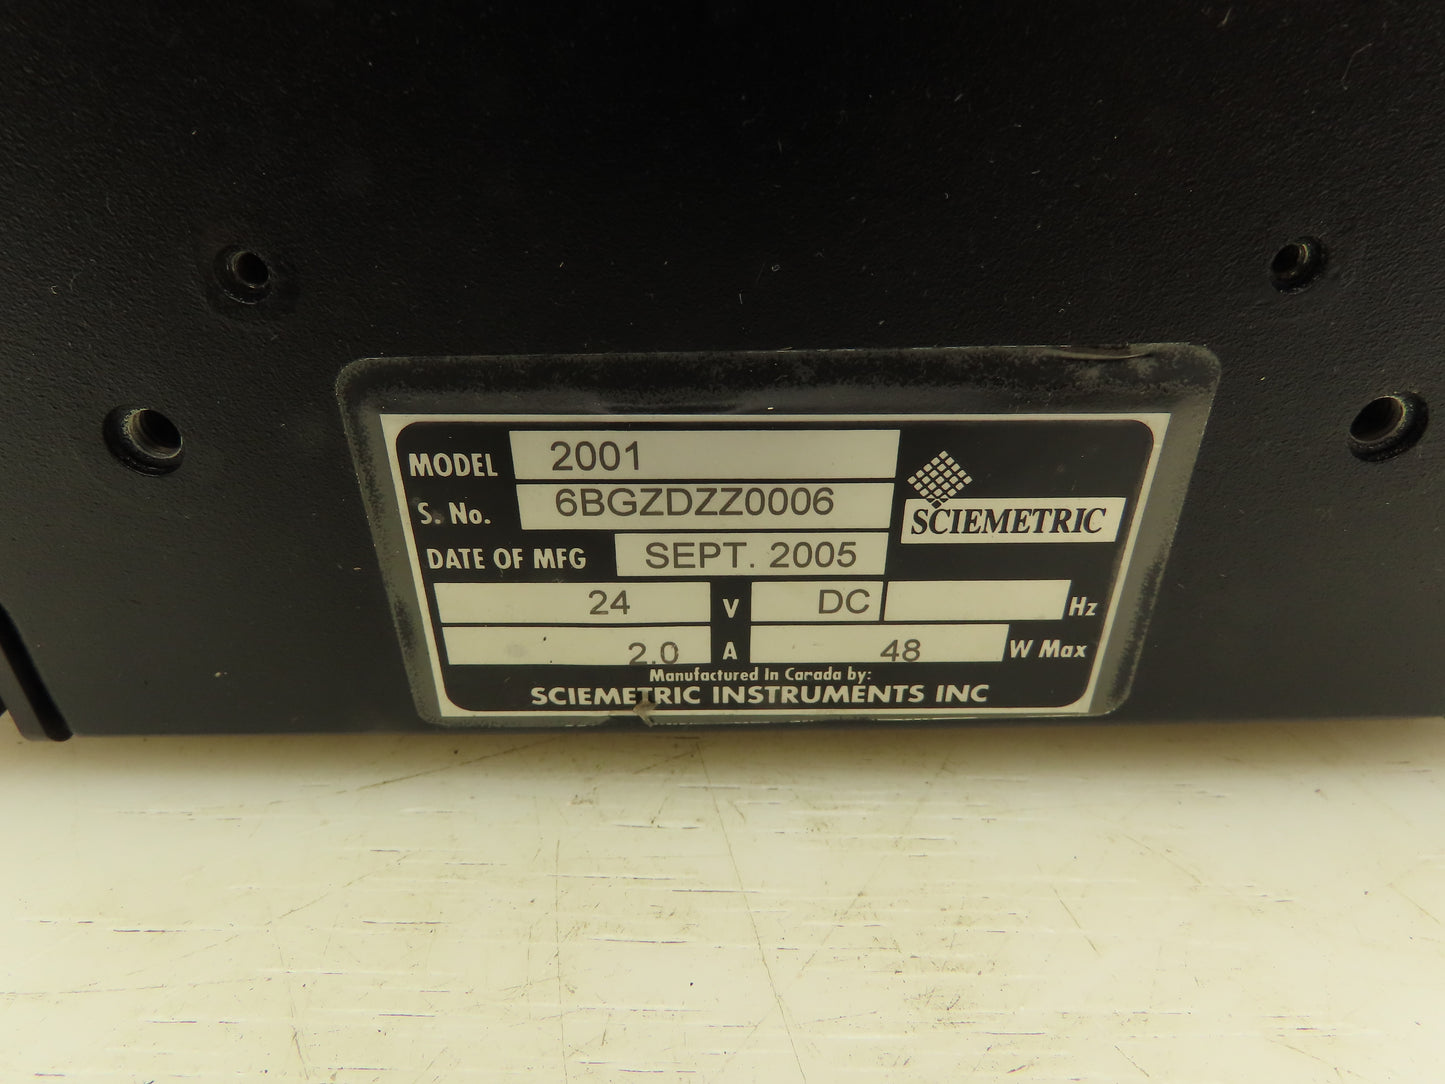 MODEL 2001
S. No. 6BGZDZZ0006
SCIEMETRIC
DATE OF MFG SEPT. 2005
24 V DC Hz
2.0 A 48 W Max
Manufactured In Canada by:
SCIEMETRIC INSTRUMENTS INC